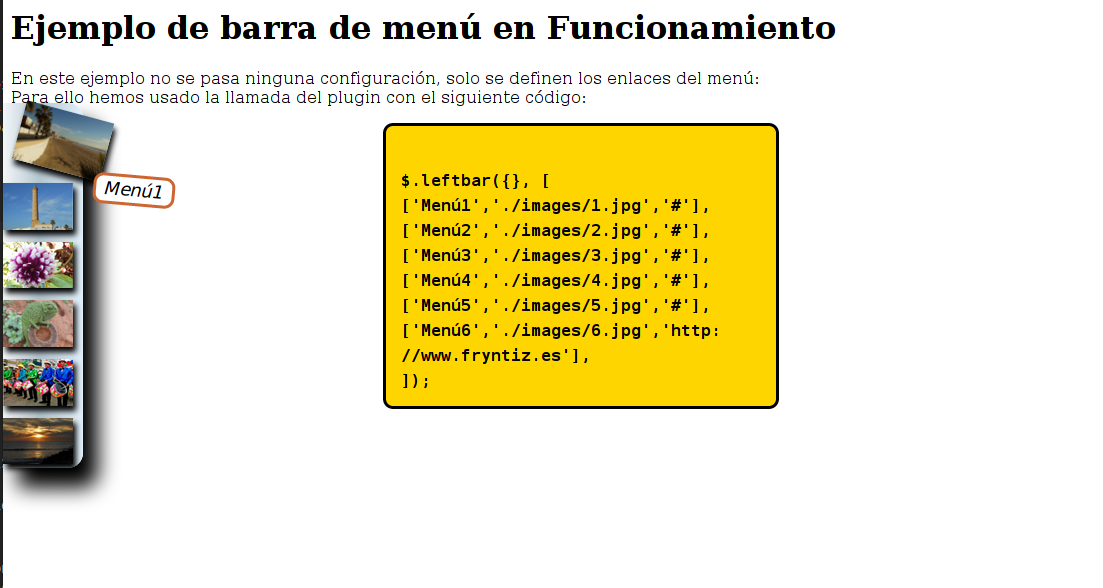 Ejemplo de barra de menú en Funcionamiento
En este ejemplo no se pasa ninguna configuración, solo se definen los enlaces del menú:
Para ello hemos usado la llamada del plugin con el siguiente código:
Menú1
$.leftbar({}, [
['Menú1','./images/1.jpg','#'],
['Menú2','./images/2.jpg','#'],
['Menú3','./images/3.jpg','#'],
['Menú4','./images/4.jpg','#'],
['Menú5','./images/5.jpg','#'],
['Menú6','./images/6.jpg','http:
//www.fryntiz.es'],
]);